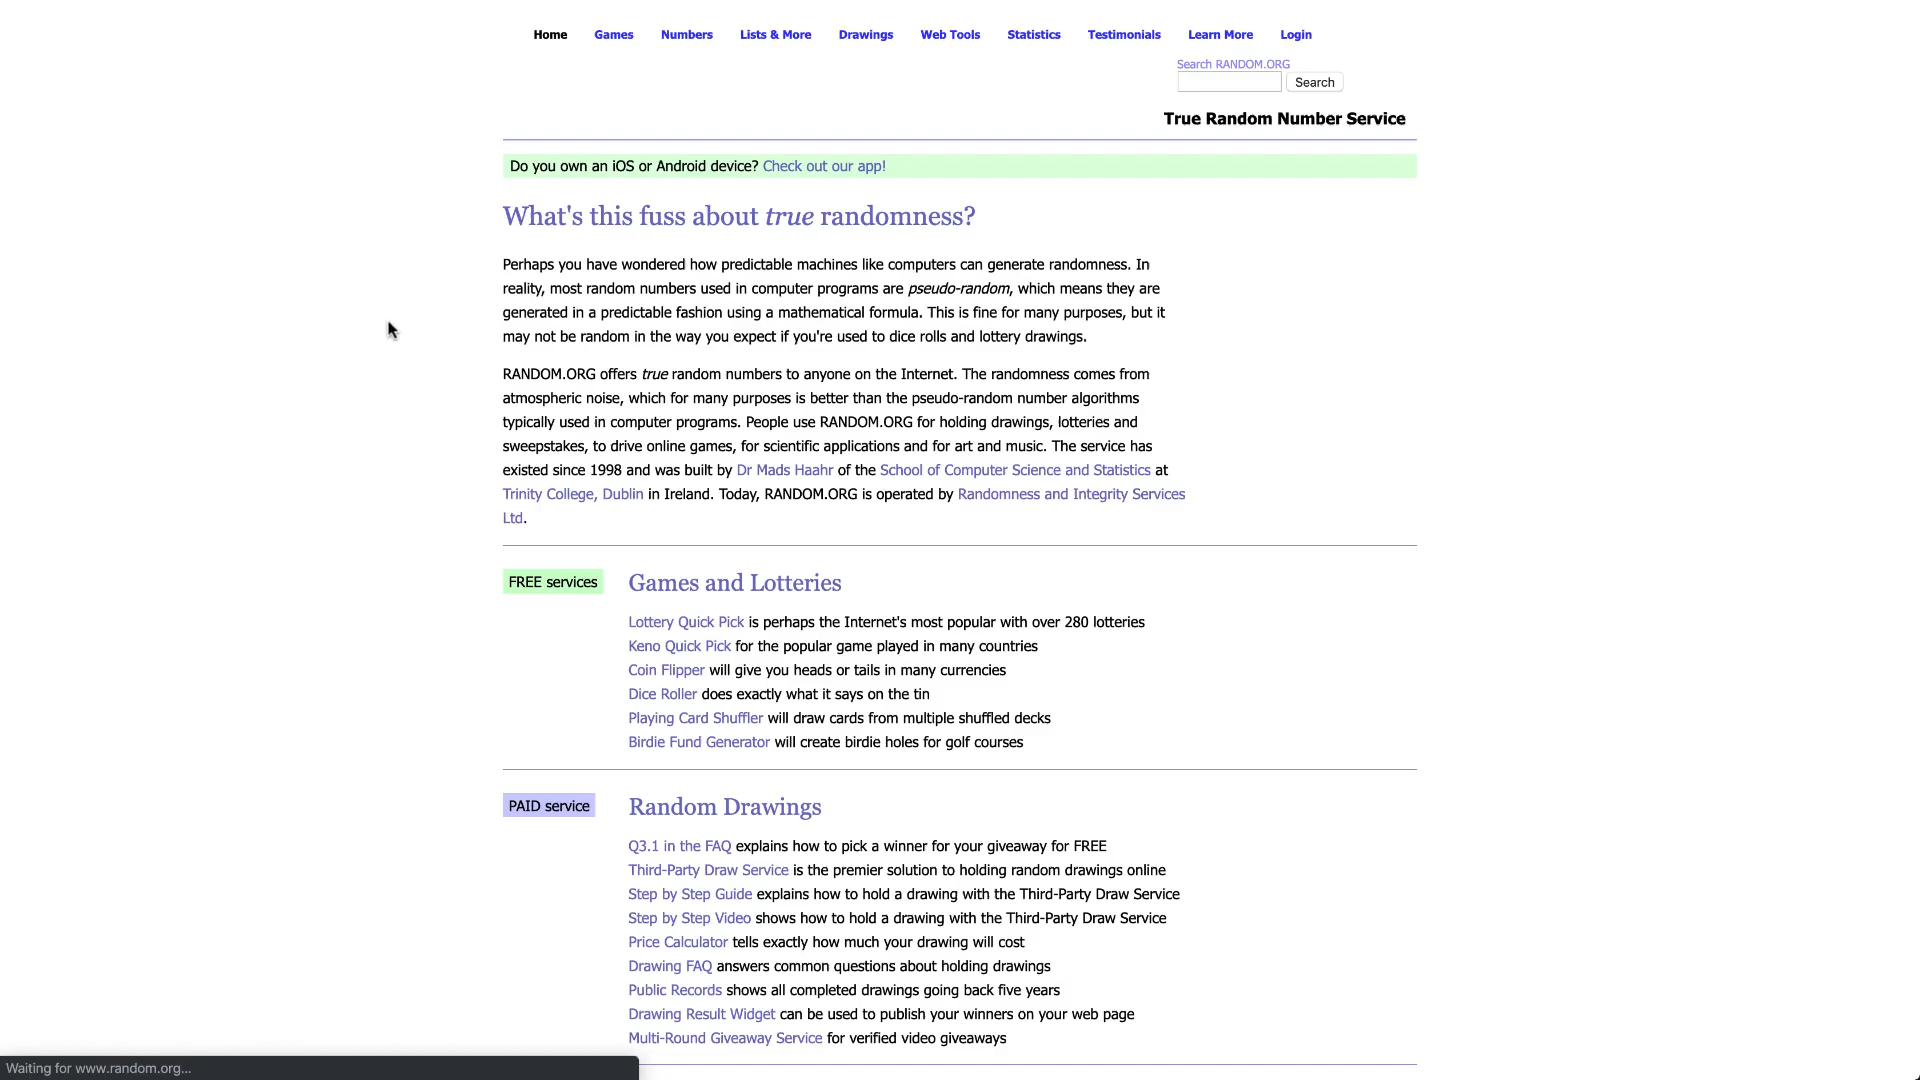 Home Games Numbers Lists & More Drawings Web Tools Statistics Testimonials Learn More Login
Search RANDOM.ORG
Search
True Random Number Service
Do you own an iOS or Android device? Check out our app!
What's this fuss about true randomness?
Perhaps you have wondered how predictable machines like computers can generate randomness. In
reality, most random numbers used in computer programs are pseudo-random, which means they are
generated in a predictable fashion using a mathematical formula. This is fine for many purposes, but it
may not be random in the way you expect if you're used to dice rolls and lottery drawings.
RANDOM.ORG offers true random numbers to anyone on the Internet. The randomness comes from
atmospheric noise, which for many purposes is better than the pseudo-random number algorithms
typically used in computer programs. People use RANDOM.ORG for holding drawings, lotteries and
sweepstakes, to drive online games, for scientific applications and for art and music. The service has
existed since 1998 and was built by Dr Mads Haahr of the School of Computer Science and Statistics at
Trinity College, Dublin in Ireland. Today, RANDOM.ORG is operated by Randomness and Integrity Services
Ltd.
FREE services
Games and Lotteries
Lottery Quick Pick is perhaps the Internet's most popular with over 280 lotteries
Keno Quick Pick for the popular game played in many countries
Coin Flipper will give you heads or tails in many currencies
Dice Roller does exactly what it says on the tin
Playing Card Shuffler will draw cards from multiple shuffled decks
Birdie Fund Generator will create birdie holes for golf courses
PAID service
Random Drawings
Q3.1 in the FAQ explains how to pick a winner for your giveaway for FREE
Third-Party Draw Service is the premier solution to holding random drawings online
Step by Step Guide explains how to hold a drawing with the Third-Party Draw Service
Step by Step Video shows how to hold a drawing with the Third-Party Draw Service
Price Calculator tells exactly how much your drawing will cost
Drawing FAQ answers common questions about holding drawings
Public Records shows all completed drawings going back five years
Drawing Result Widget can be used to publish your winners on your web page
Multi-Round Giveaway Service for verified video giveaways
Waiting for www.random.org...